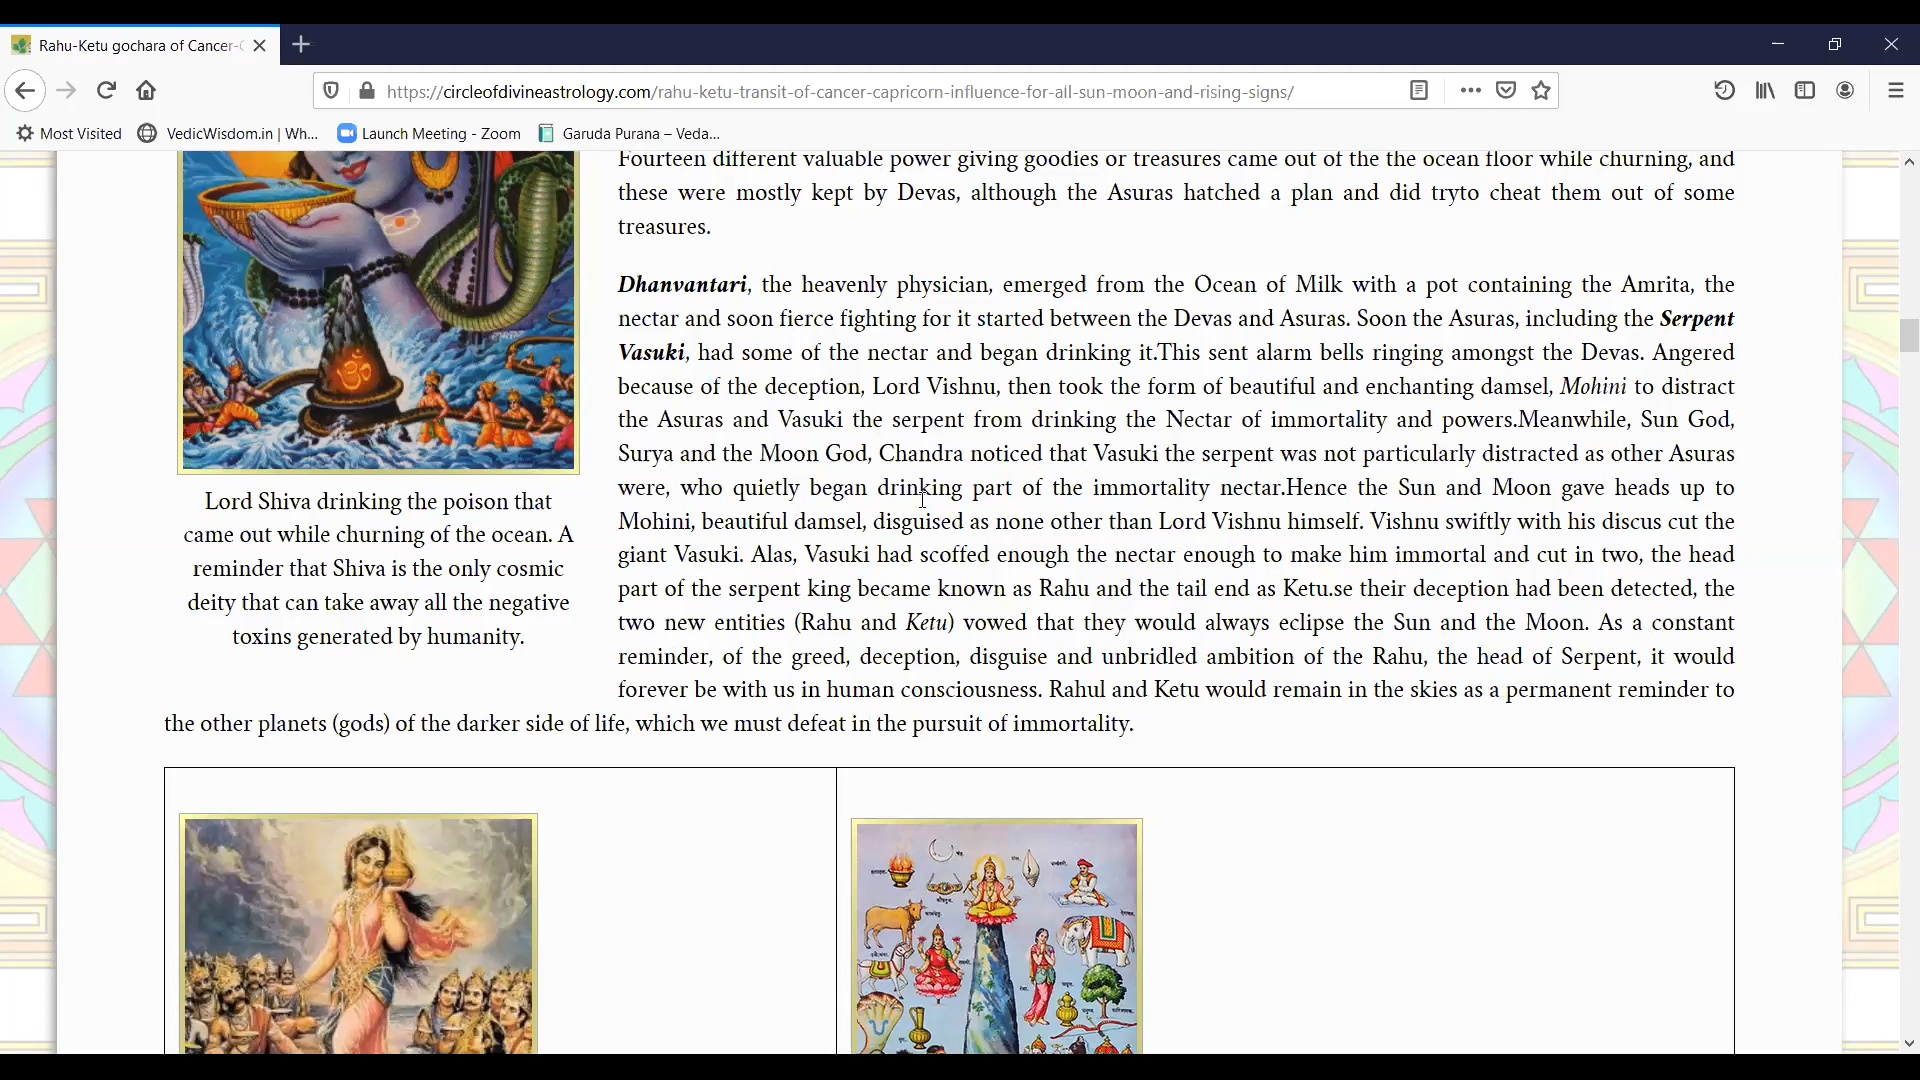 Rahu-Ketu gochara of Cancer-C
https://circleofdivineastrology.com/rahu-ketu-transit-of-cancer-capricorn-influence-for-all-sun-moon-and-rising-signs/
Most Visited
VedicWisdom.in | Wh...
Launch Meeting - Zoom
Garuda Purana – Veda...
Fourteen different valuable power giving goodies or treasures came out of the the ocean floor while churning, and
these were mostly kept by Devas, although the Asuras hatched a plan and did tryto cheat them out of some
treasures.
Dhanvantari, the heavenly physician, emerged from the Ocean of Milk with a pot containing the Amrita, the
nectar and soon fierce fighting for it started between the Devas and Asuras. Soon the Asuras, including the Serpent
Vasuki, had some of the nectar and began drinking it.This sent alarm bells ringing amongst the Devas. Angered
because of the deception, Lord Vishnu, then took the form of beautiful and enchanting damsel, Mohini to distract
the Asuras and Vasuki the serpent from drinking the Nectar of immortality and powers.Meanwhile, Sun God,
Surya and the Moon God, Chandra noticed that Vasuki the serpent was not particularly distracted as other Asuras
were, who quietly began drinking part of the immortality nectar.Hence the Sun and Moon gave heads up to
Mohini, beautiful damsel, disguised as none other than Lord Vishnu himself. Vishnu swiftly with his discus cut the
giant Vasuki. Alas, Vasuki had scoffed enough the nectar enough to make him immortal and cut in two, the head
part of the serpent king became known as Rahu and the tail end as Ketu.se their deception had been detected, the
two new entities (Rahu and Ketu) vowed that they would always eclipse the Sun and the Moon. As a constant
reminder, of the greed, deception, disguise and unbridled ambition of the Rahu, the head of Serpent, it would
forever be with us in human consciousness. Rahul and Ketu would remain in the skies as a permanent reminder to
the other planets (gods) of the darker side of life, which we must defeat in the pursuit of immortality.
ॐ
Lord Shiva drinking the poison that
came out while churning of the ocean. A
reminder that Shiva is the only cosmic
deity that can take away all the negative
toxins generated by humanity.